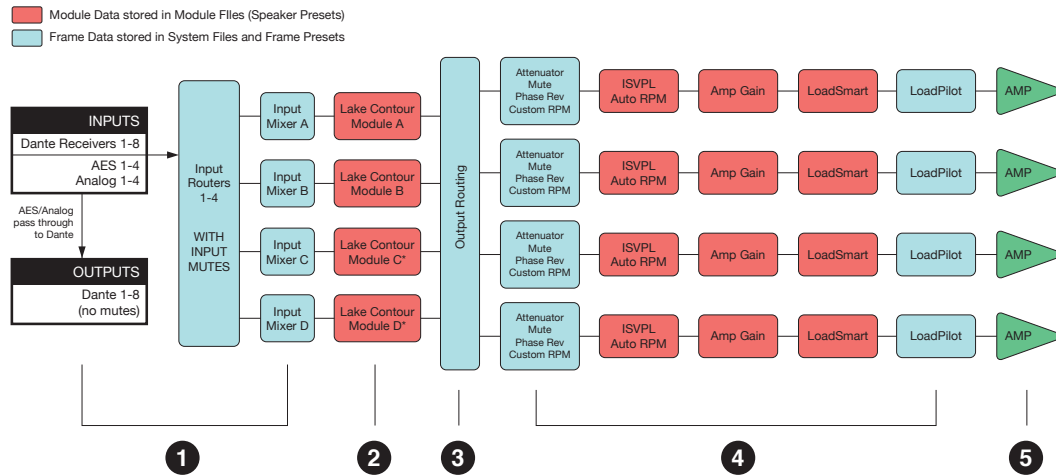 Module Data stored in Module FIles (Speaker Presets)
Frame Data stored in System Files and Frame Presets
INPUTS
Dante Receivers 1-8
AES 1-4
Analog 1-4
AES/Analog
pass through
to Dante
OUTPUTS
Dante 1-8
(no mutes)
Input
Routers
1-4
WITH
INPUT
MUTES
Input
Mixer A
Input
Mixer B
Input
Mixer C
Input
Mixer D
Lake Contour
Module A
Lake Contour
Module B
Lake Contour
Module C*
Lake Contour
Module D*
Output Routing
Attenuator
Mute
Phase Rev
Custom RPM
ISVPL
Auto RPM
Amp Gain
LoadSmart
LoadPilot
AMP
Attenuator
Mute
Phase Rev
Custom RPM
ISVPL
Auto RPM
Amp Gain
LoadSmart
LoadPilot
AMP
Attenuator
Mute
Phase Rev
Custom RPM
ISVPL
Auto RPM
Amp Gain
LoadSmart
LoadPilot
AMP
Attenuator
Mute
Phase Rev
Custom RPM
ISVPL
Auto RPM
Amp Gain
LoadSmart
LoadPilot
AMP
1
2
3
4
5